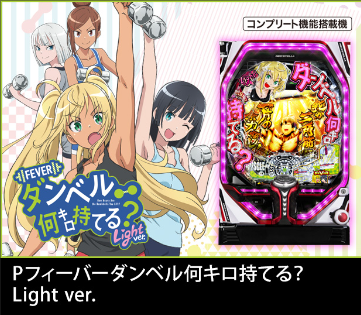 コンプリート機能搭載機
FEVER
ダンベル
何キロ持てる?
Light ver.
ダンベル何キロ
持てる?
Pフィーバーダンベル何キロ持てる?
Light ver.